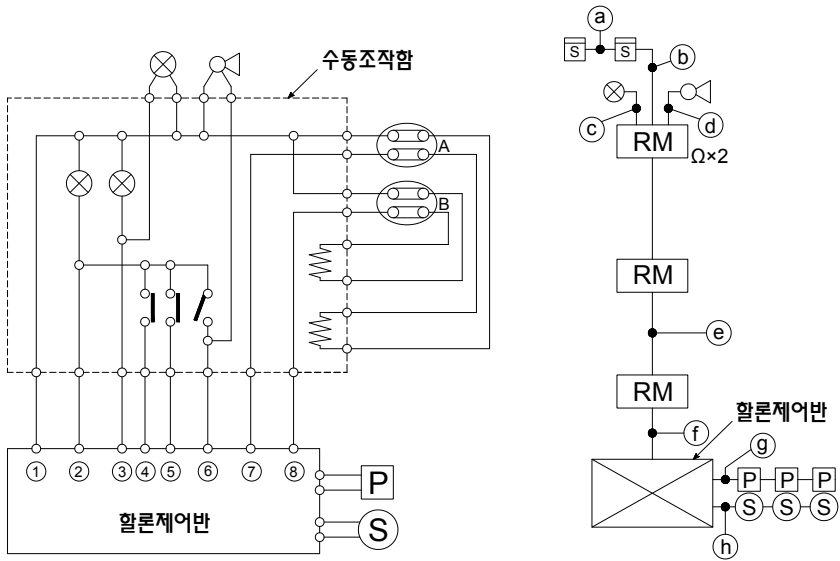 수동조작함
A
B
① ② ③ ④ ⑤ ⑥ ⑦ ⑧
할론제어반
P
S
ⓐ
S S
ⓑ
ⓒ ⓓ
RM
Ω×2
RM
ⓔ
RM
할론제어반
ⓕ
ⓖ
P P P
S S S
ⓗ